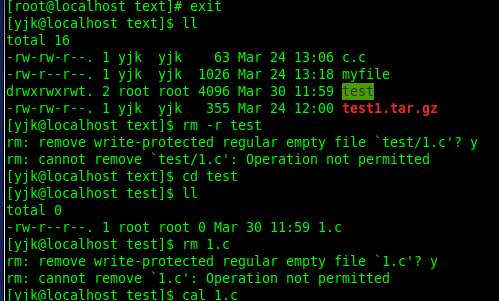 [root@localhost text]# exit
[yjk@localhost text]$ ll
total 16
-rw-rw-r--. 1 yjk  yjk    63 Mar 24 13:06 c.c
-rw-r--r--. 1 yjk  yjk  1026 Mar 24 13:18 myfile
drwxrwxrwt. 2 root root 4096 Mar 30 11:59 test
-rw-rw-r--. 1 yjk  yjk   355 Mar 24 12:00 test1.tar.gz
[yjk@localhost text]$ rm -r test
rm: remove write-protected regular empty file `test/1.c'? y
rm: cannot remove `test/1.c': Operation not permitted
[yjk@localhost text]$ cd test
[yjk@localhost test]$ ll
total 0
-rw-r--r--. 1 root root 0 Mar 30 11:59 1.c
[yjk@localhost test]$ rm 1.c
rm: remove write-protected regular empty file `1.c'? y
rm: cannot remove `1.c': Operation not permitted
[yjk@localhost test]$ cal 1.c